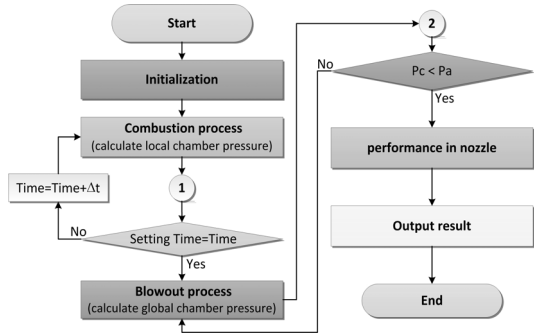 Start
Initialization
Combustion process
(calculate local chamber pressure)
Time=Time+Δt
1
No
Setting Time=Time
Yes
Blowout process
(calculate global chamber pressure)
2
No
Pc < Pa
Yes
performance in nozzle
Output result
End